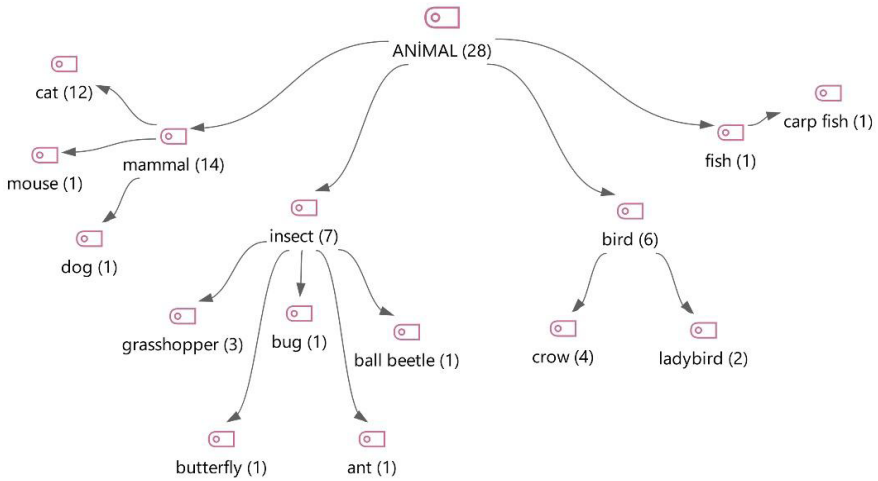 ANİMAL (28)
cat (12)
carp fish (1)
mammal (14)
fish (1)
mouse (1)
insect (7)
bird (6)
dog (1)
grasshopper (3)
bug (1)
ball beetle (1)
crow (4)
ladybird (2)
butterfly (1)
ant (1)